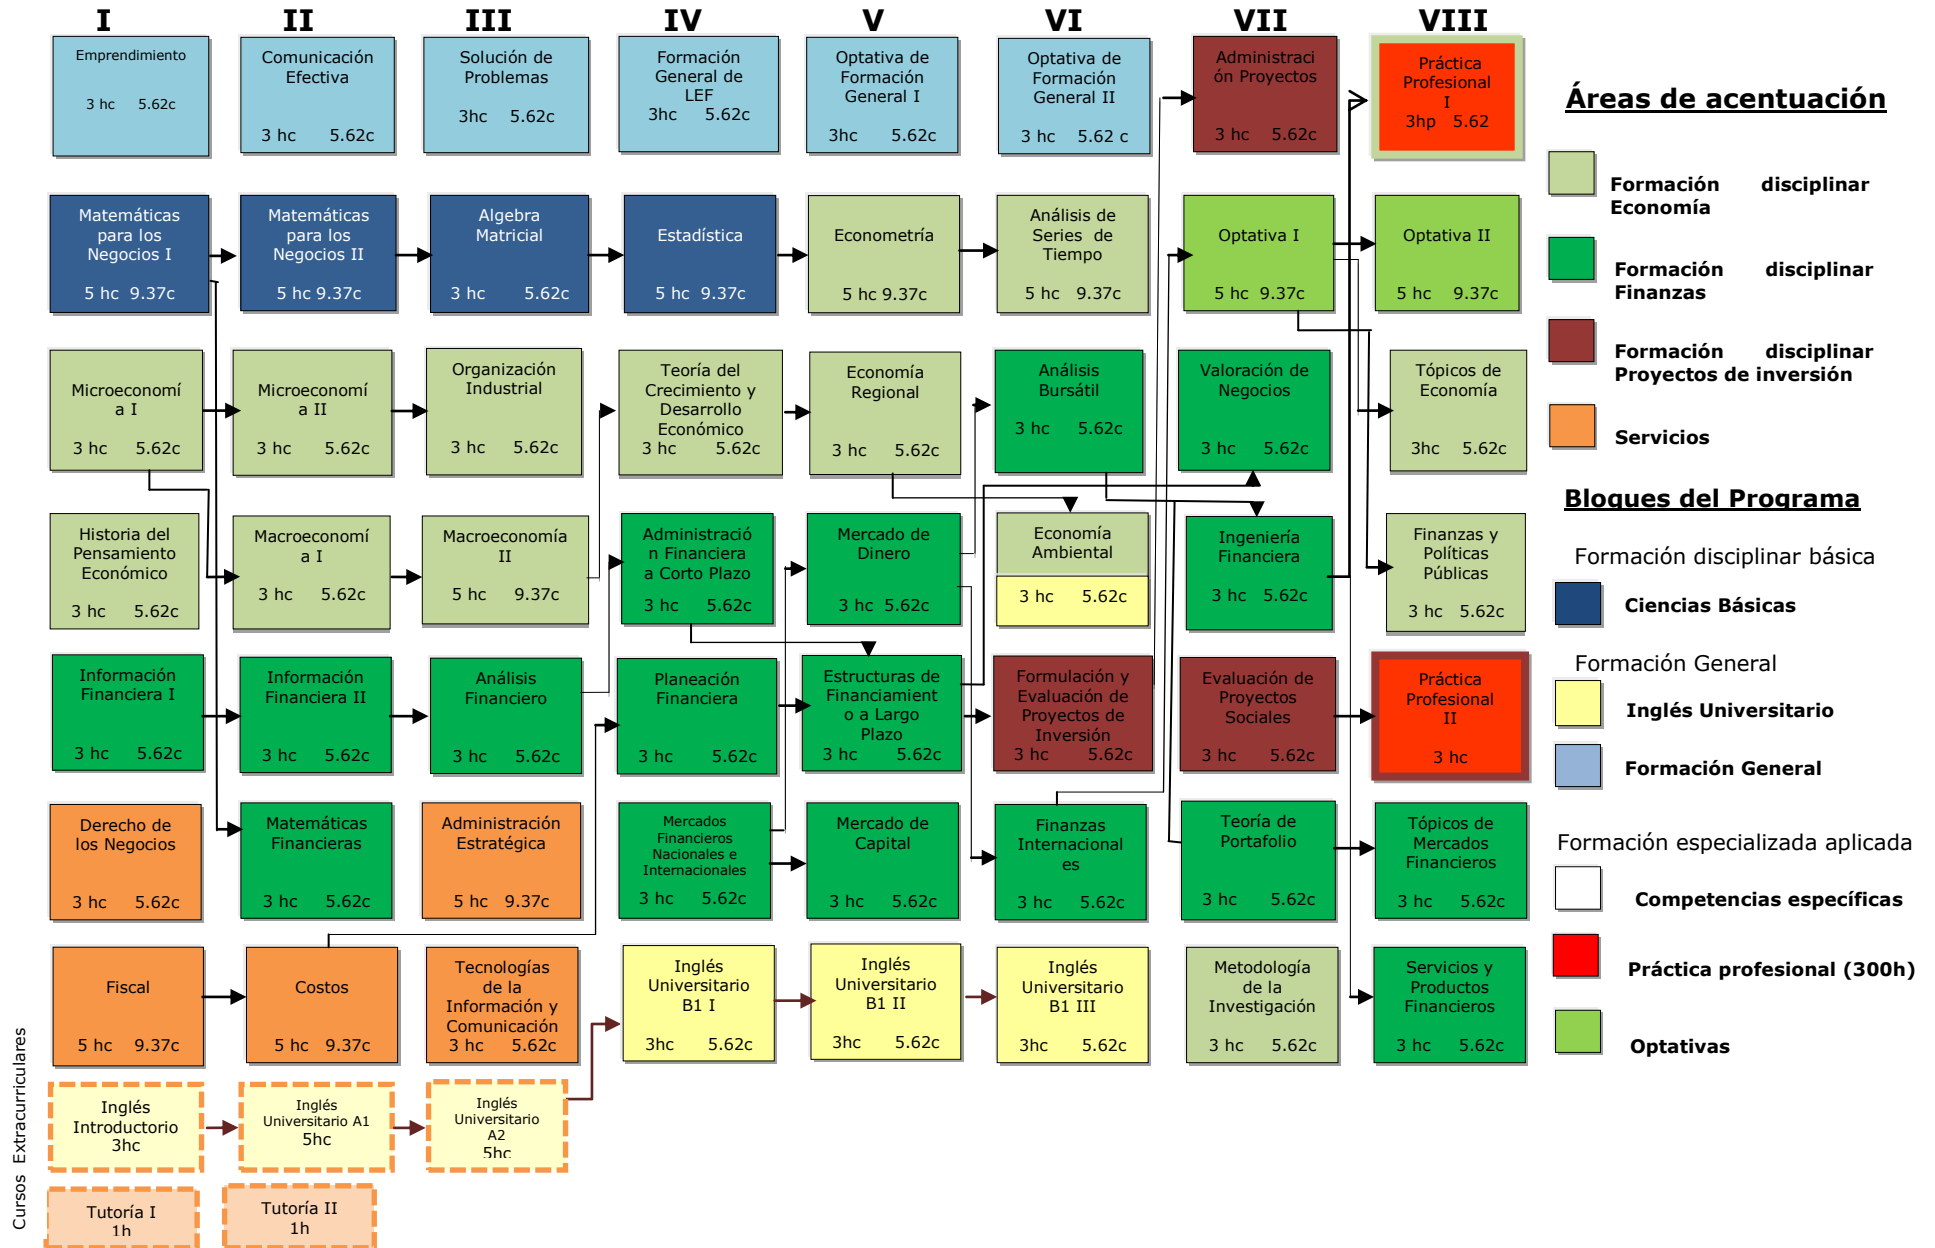 I II III IV V VI VII VIII
Emprendimiento
3 hc 5.62c
Comunicación
Efectiva
3 hc 5.62c
Solución de
Problemas
3hc 5.62c
Formación
General de
LEF
3hc 5.62c
Optativa de
Formación
General I
3hc 5.62c
Optativa de
Formación
General II
3 hc 5.62 c
Administraci
ón Proyectos
3 hc 5.62c
Práctica
Profesional
I
3hp 5.62
Matemáticas
para los
Negocios I
5 hc 9.37c
Matemáticas
para los
Negocios II
5 hc 9.37c
Algebra
Matricial
3 hc 5.62c
Estadística
5 hc 9.37c
Econometría
5 hc 9.37c
Análisis de
Series de
Tiempo
5 hc 9.37c
Optativa I
5 hc 9.37c
Optativa II
5 hc 9.37c
Microeconomí
a I
3 hc 5.62c
Microeconomí
a II
3 hc 5.62c
Organización
Industrial
3 hc 5.62c
Teoría del
Crecimiento y
Desarrollo
Económico
3 hc 5.62c
Economía
Regional
3 hc 5.62c
Análisis
Bursátil
3 hc 5.62c
Valoración de
Negocios
3 hc 5.62c
Tópicos de
Economía
3hc 5.62c
Historia del
Pensamiento
Económico
3 hc 5.62c
Macroeconomí
a I
3 hc 5.62c
Macroeconomía
II
5 hc 9.37c
Administració
n Financiera
a Corto Plazo
3 hc 5.62c
Mercado de
Dinero
3 hc 5.62c
Economía
Ambiental
3 hc 5.62c
Ingeniería
Financiera
3 hc 5.62c
Finanzas y
Políticas
Públicas
3 hc 5.62c
Información
Financiera I
3 hc 5.62c
Información
Financiera II
3 hc 5.62c
Análisis
Financiero
3 hc 5.62c
Planeación
Financiera
3 hc 5.62c
Estructuras de
Financiamient
o a Largo
Plazo
3 hc 5.62c
Formulación y
Evaluación de
Proyectos de
Inversión
3 hc 5.62c
Evaluación de
Proyectos
Sociales
3 hc 5.62c
Práctica
Profesional
II
3 hc
Derecho de
los Negocios
3 hc 5.62c
Matemáticas
Financieras
3 hc 5.62c
Administración
Estratégica
5 hc 9.37c
Mercados
Financieros
Nacionales e
Internacionales
3 hc 5.62c
Mercado de
Capital
3 hc 5.62c
Finanzas
Internacional
es
3 hc 5.62c
Teoría de
Portafolio
3 hc 5.62c
Tópicos de
Mercados
Financieros
3 hc 5.62c
Fiscal
5 hc 9.37c
Costos
5 hc 9.37c
Tecnologías
de la
Información y
Comunicación
3 hc 5.62c
Inglés
Universitario
B1 I
3hc 5.62c
Inglés
Universitario
B1 II
3hc 5.62c
Inglés
Universitario
B1 III
3hc 5.62c
Metodología
de la
Investigación
3 hc 5.62c
Servicios y
Productos
Financieros
3 hc 5.62c
Cursos Extracurriculares
Inglés
Introductorio
3hc
Inglés
Universitario A1
5hc
Inglés
Universitario
A2
5hc
Tutoría I
1h
Tutoría II
1h
Áreas de acentuación
Formación disciplinar
Economía
Formación disciplinar
Finanzas
Formación disciplinar
Proyectos de inversión
Servicios
Bloques del Programa
Formación disciplinar básica
Ciencias Básicas
Formación General
Inglés Universitario
Formación General
Formación especializada aplicada
Competencias específicas
Práctica profesional (300h)
Optativas